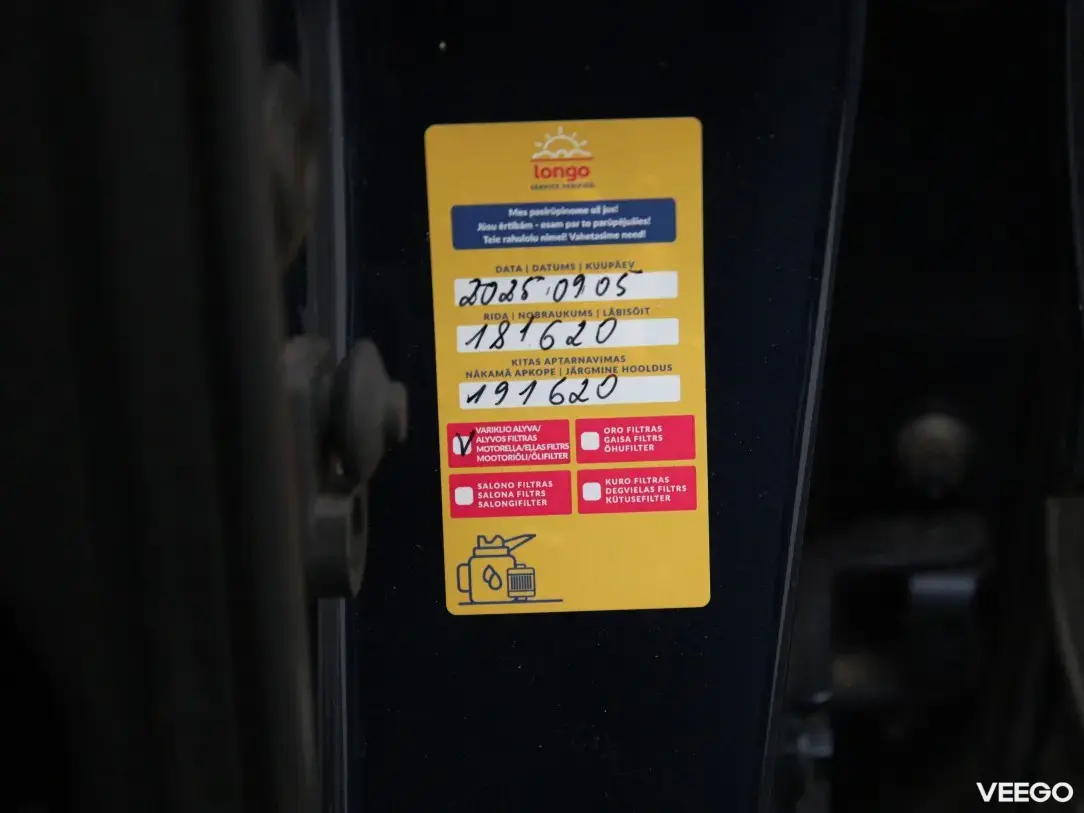 longo
Mes pasirūpinome už jus!
Jūsu ērtībām - esam par to parūpējušies!
Teie rahulolu nimel! Vahetasime need!
DATA | DATUMS | KUUPÄEV
2025.09.05
RIDA | NOBRAUKUMS | LÄBISÕIT
181620
KITAS APTARNAVIMAS
NĀKAMĀ APKOPE | JÄRGMINE HOOLDUS
191620
V
VARIKLIO ALYVA/
ALYVOS FILTRAS
MOTOREĻĻA/EĻĻAS FILTRS
MOOTORIÕLI/ÕLIFILTER
ORO FILTRAS
GAISA FILTRS
ÕHUFILTER
SALONO FILTRAS
SALONA FILTRS
SALONGIFILTER
KURO FILTRAS
DEGVIELAS FILTRS
KÜTUSEFILTER
VEEGO